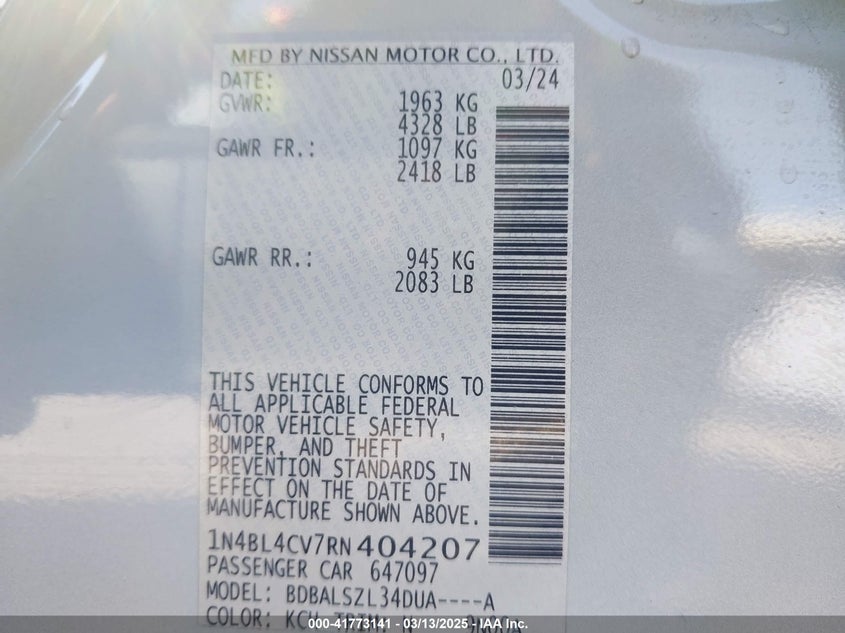 MFD BY NISSAN MOTOR CO., LTD.
DATE: 03/24
GVWR: 1963 KG
4328 LB
GAWR FR.: 1097 KG
2418 LB
GAWR RR.: 945 KG
2083 LB
THIS VEHICLE CONFORMS TO
ALL APPLICABLE FEDERAL
MOTOR VEHICLE SAFETY,
BUMPER, AND THEFT
PREVENTION STANDARDS IN
EFFECT ON THE DATE OF
MANUFACTURE SHOWN ABOVE.
1N4BL4CV7RN404207
PASSENGER CAR 647097
MODEL: BDBALSZL34DUA----A
COLOR: KCH TRIM:
000-41773141 - 03/13/2025 - IAA Inc.